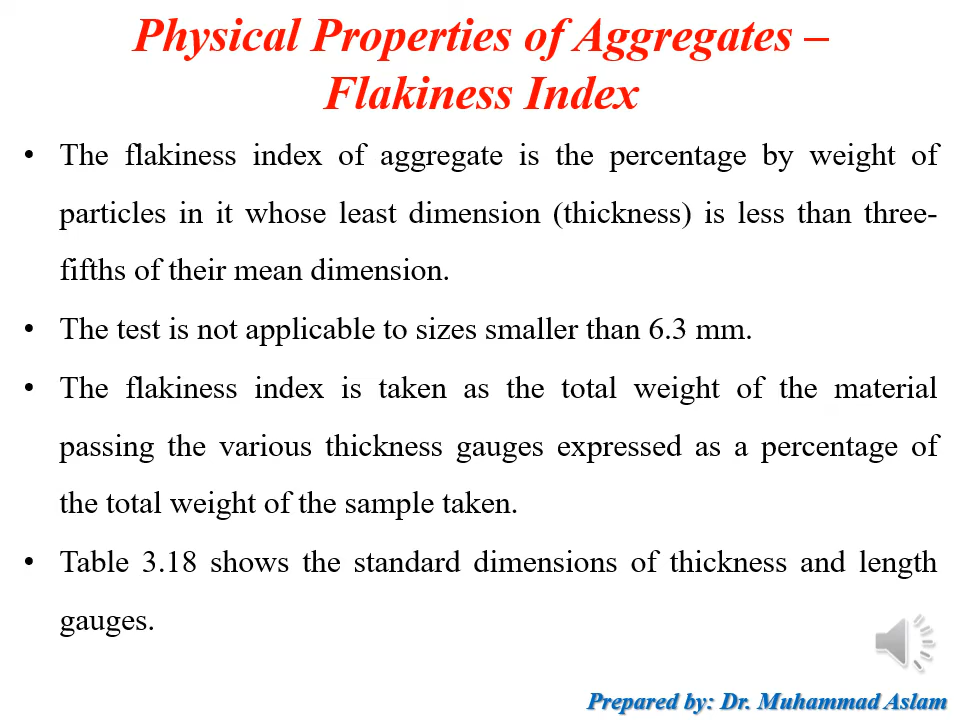 Physical Properties of Aggregates –
Flakiness Index
• The flakiness index of aggregate is the percentage by weight of
particles in it whose least dimension (thickness) is less than three-
fifths of their mean dimension.
• The test is not applicable to sizes smaller than 6.3 mm.
• The flakiness index is taken as the total weight of the material
passing the various thickness gauges expressed as a percentage of
the total weight of the sample taken.
• Table 3.18 shows the standard dimensions of thickness and length
gauges.
Prepared by: Dr. Muhammad Aslam